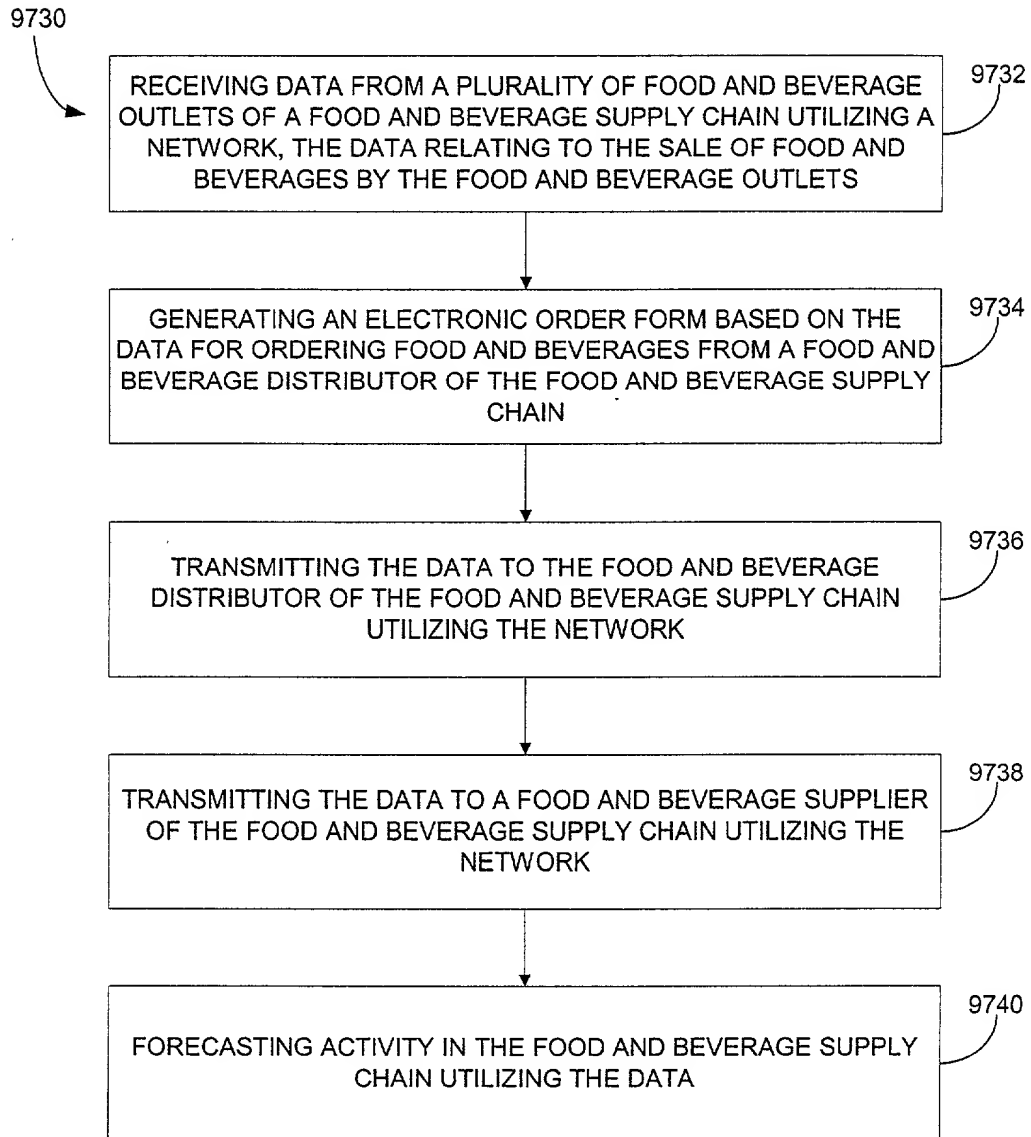 9730
RECEIVING DATA FROM A PLURALITY OF FOOD AND BEVERAGE
OUTLETS OF A FOOD AND BEVERAGE SUPPLY CHAIN UTILIZING A
NETWORK, THE DATA RELATING TO THE SALE OF FOOD AND
BEVERAGES BY THE FOOD AND BEVERAGE OUTLETS
9732
GENERATING AN ELECTRONIC ORDER FORM BASED ON THE
DATA FOR ORDERING FOOD AND BEVERAGES FROM A FOOD AND
BEVERAGE DISTRIBUTOR OF THE FOOD AND BEVERAGE SUPPLY
CHAIN
9734
TRANSMITTING THE DATA TO THE FOOD AND BEVERAGE
DISTRIBUTOR OF THE FOOD AND BEVERAGE SUPPLY CHAIN
UTILIZING THE NETWORK
9736
TRANSMITTING THE DATA TO A FOOD AND BEVERAGE SUPPLIER
OF THE FOOD AND BEVERAGE SUPPLY CHAIN UTILIZING THE
NETWORK
9738
FORECASTING ACTIVITY IN THE FOOD AND BEVERAGE SUPPLY
CHAIN UTILIZING THE DATA
9740